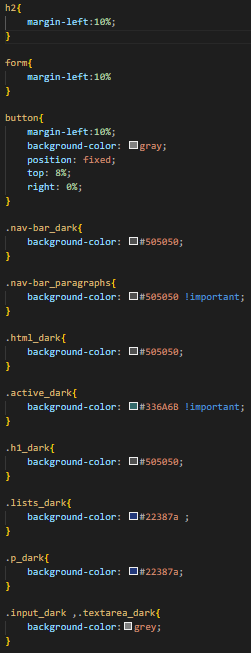 h2{
margin-left:10%;
}
form{
margin-left:10%
}
button{
margin-left:10%;
background-color: gray;
position: fixed;
top: 8%;
right: 0%;
}
.nav-bar_dark{
background-color: #505050;
}
.nav-bar_paragraphs{
background-color: #505050 !important;
}
.html_dark{
background-color: #505050;
}
.active_dark{
background-color: #336A6B !important;
}
.h1_dark{
background-color: #505050;
}
.lists_dark{
background-color: #22387a ;
}
.p_dark{
background-color: #22387a;
}
.input_dark ,.textarea_dark{
background-color: grey;
}